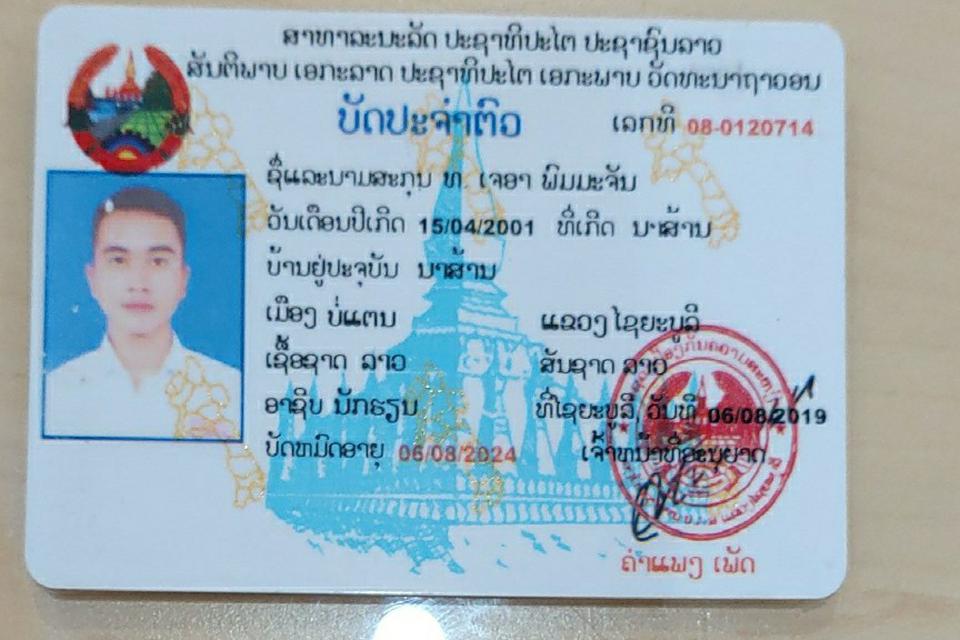 ສາທາລະນະລັດ ປະຊາທິປະໄຕ ປະຊາຊົນລາວ
ສັນຕິພາບ ເອກະລາດ ປະຊາທິປະໄຕ ເອກະພາບ ວັດທະນາຖາວອນ
ບັດປະຈຳຕົວ ເລກທີ 08-0120714
ຊື່ແລະນາມສະກຸນ ທ. ເຈອາ ພິມມະຈັນ
ວັນເດືອນປີເກີດ 15/04/2001 ທີ່ເກີດ ນາສ້ານ
ບ້ານຢູ່ປະຈຸບັນ ນາສ້ານ
ເມືອງ ບໍ່ແຕນ ແຂວງ ໄຊຍະບູລີ
ເຊື້ອຊາດ ລາວ ສັນຊາດ ລາວ
ອາຊີບ ນັກຮຽນ ທີ່ໄຊຍະບູລີ, ວັນທີ 06/08/2019
ບັດໝົດອາຍຸ 06/08/2024 ເຈົ້າໜ້າທີ່ອະນຸຍາດ
ຄຳແພງ ເພັດ